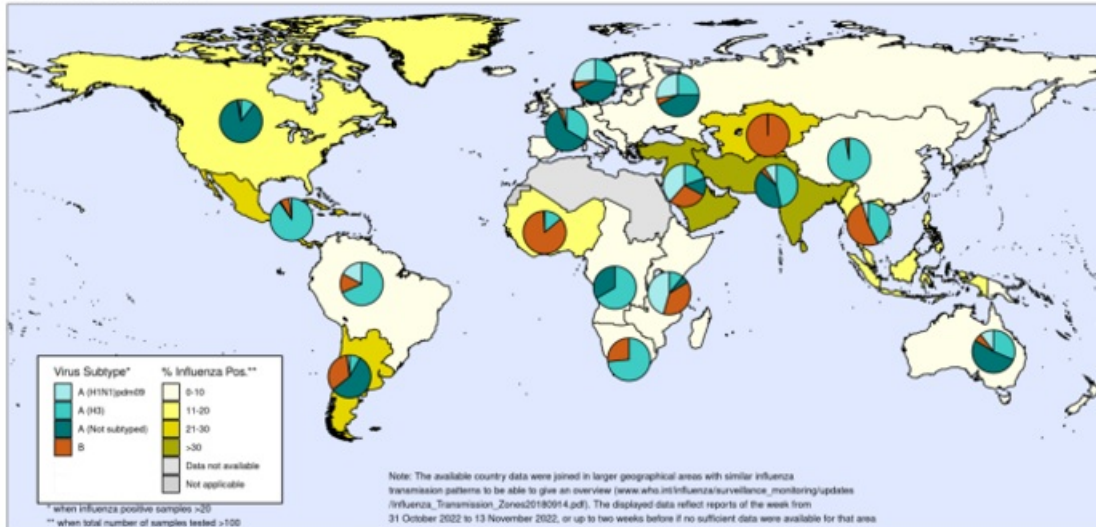 Virus Subtype*
A (H1N1)pdm09
A (H3)
A (Not subtyped)
B
% Influenza Pos.**
0-10
11-20
21-30
>30
Data not available
Not applicable
* when influenza positive samples >20
** when total number of samples tested >100
Note: The available country data were joined in larger geographical areas with similar influenza
transmission patterns to be able to give an overview (www.who.int/influenza/surveillance_monitoring/updates
/Influenza_Transmission_Zones20180914.pdf). The displayed data reflect reports of the week from
31 October 2022 to 13 November 2022, or up to two weeks before if no sufficient data were available for that area